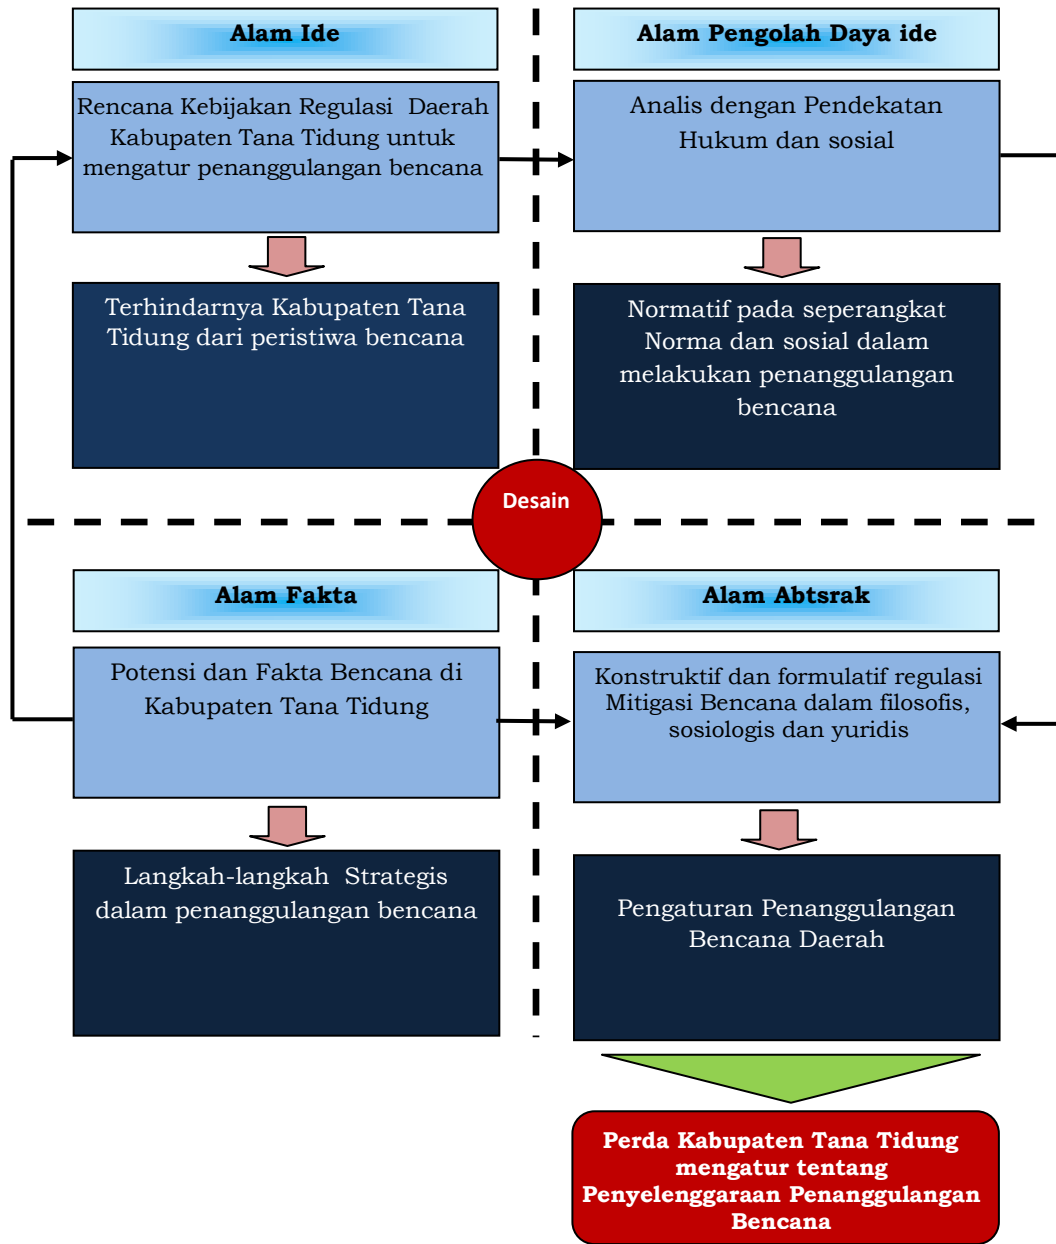 Alam Ide
Rencana Kebijakan Regulasi Daerah
Kabupaten Tana Tidung untuk
mengatur penanggulangan bencana
Terhindarnya Kabupaten Tana
Tidung dari peristiwa bencana
Alam Pengolah Daya ide
Analis dengan Pendekatan
Hukum dan sosial
Normatif pada seperangkat
Norma dan sosial dalam
melakukan penanggulangan
bencana
Desain
Alam Fakta
Potensi dan Fakta Bencana di
Kabupaten Tana Tidung
Langkah-langkah Strategis
dalam penanggulangan bencana
Alam Abtsrak
Konstruktif dan formulatif regulasi
Mitigasi Bencana dalam filosofis,
sosiologis dan yuridis
Pengaturan Penanggulangan
Bencana Daerah
Perda Kabupaten Tana Tidung
mengatur tentang
Penyelenggaraan Penanggulangan
Bencana